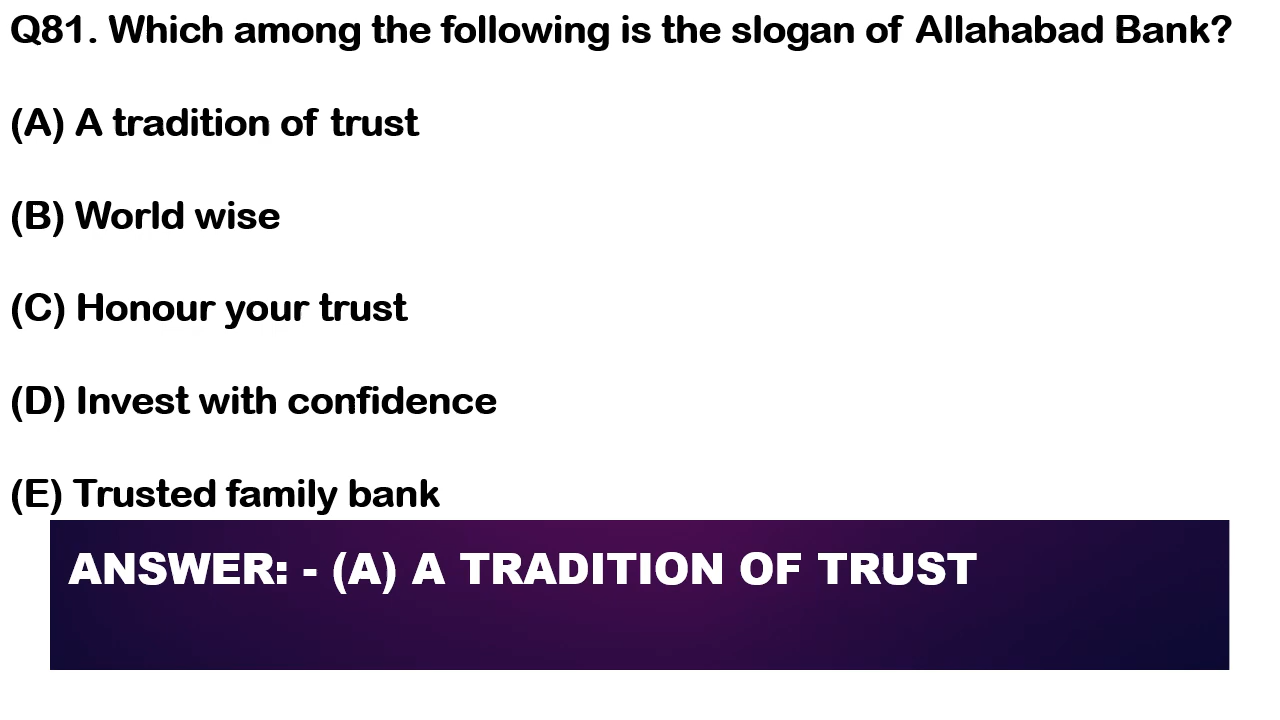 Q81. Which among the following is the slogan of Allahabad Bank?
(A) A tradition of trust
(B) World wise
(C) Honour your trust
(D) Invest with confidence
(E) Trusted family bank
ANSWER: - (A) A TRADITION OF TRUST